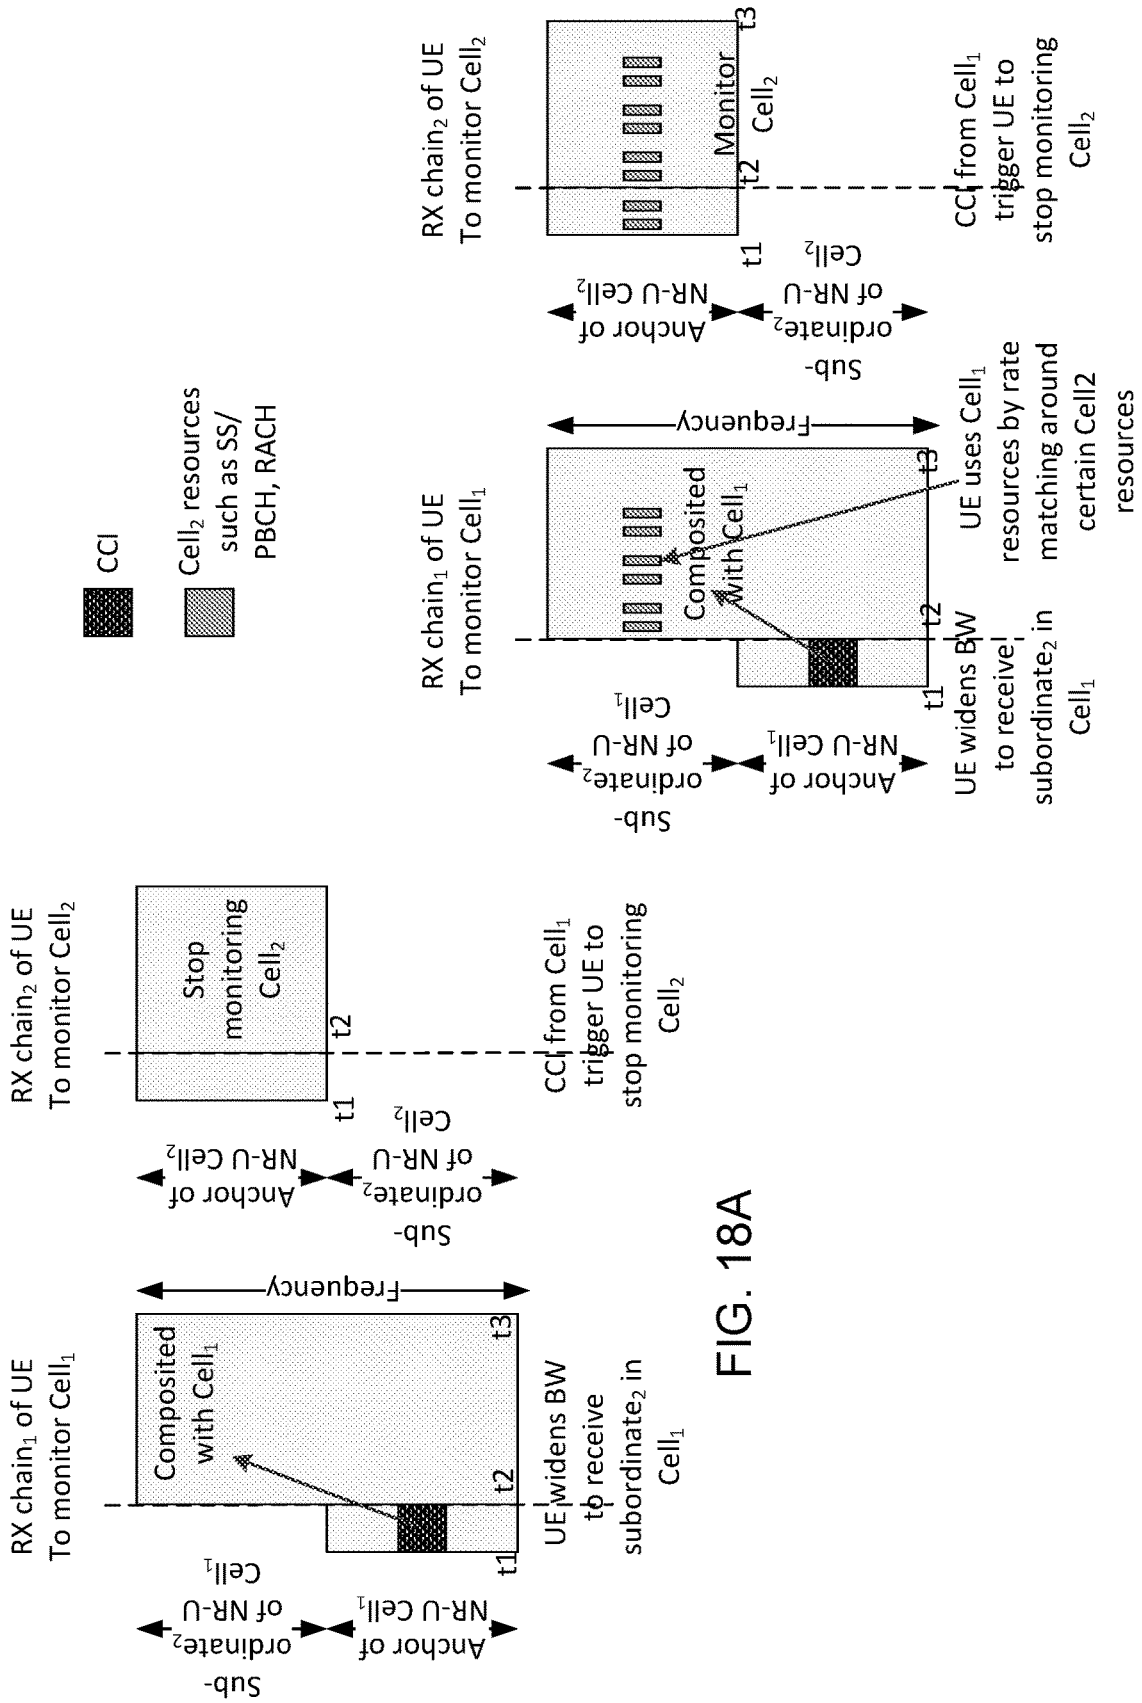 RX chain₁ of UE
To monitor Cell₁
Sub-
ordinate₂
of NR-U
Cell₁
Anchor of
NR-U Cell₁
Composited
with Cell₁
t1
t2
t3
Frequency
UE widens BW
to receive
subordinate₂ in
Cell₁
RX chain₂ of UE
To monitor Cell₂
Anchor of
NR-U Cell₂
Sub-
ordinate₂
of NR-U
Cell₂
Stop
monitoring
Cell₂
t1
t2
CCI from Cell₁
trigger UE to
stop monitoring
Cell₂
CCI
Cell₂ resources
such as SS/
PBCH, RACH
RX chain₁ of UE
To monitor Cell₁
Sub-
ordinate₂
of NR-U
Cell₁
Anchor of
NR-U Cell₁
Composited
with Cell₁
t1
t2
t3
Frequency
UE widens BW
to receive
subordinate₂ in
Cell₁
UE uses Cell₁
resources by rate
matching around
certain Cell2
resources
RX chain₂ of UE
To monitor Cell₂
Anchor of
NR-U Cell₂
Sub-
ordinate₂
of NR-U
Cell₂
Monitor
Cell₂
t1
t2
t3
CCI from Cell₁
trigger UE to
stop monitoring
Cell₂
FIG. 18A